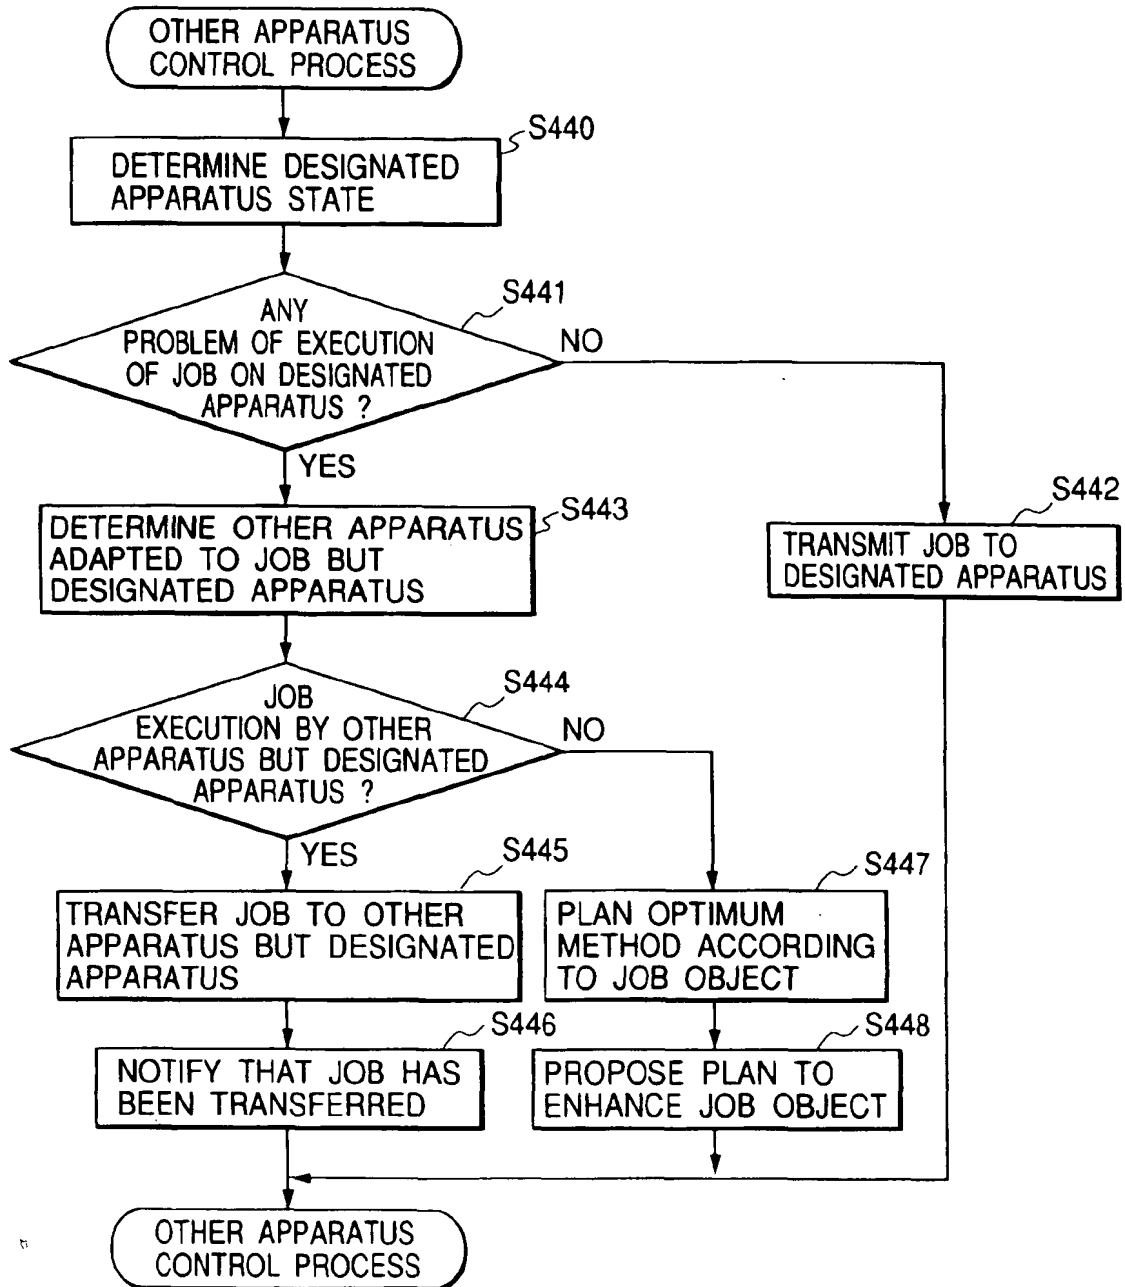 OTHER APPARATUS
CONTROL PROCESS
S440
DETERMINE DESIGNATED
APPARATUS STATE
S441
ANY
PROBLEM OF EXECUTION
OF JOB ON DESIGNATED
APPARATUS ?
NO
YES
S443
DETERMINE OTHER APPARATUS
ADAPTED TO JOB BUT
DESIGNATED APPARATUS
S442
TRANSMIT JOB TO
DESIGNATED APPARATUS
S444
JOB
EXECUTION BY OTHER
APPARATUS BUT DESIGNATED
APPARATUS ?
NO
YES
S445
TRANSFER JOB TO OTHER
APPARATUS BUT DESIGNATED
APPARATUS
S447
PLAN OPTIMUM
METHOD ACCORDING
TO JOB OBJECT
S446
NOTIFY THAT JOB HAS
BEEN TRANSFERRED
S448
PROPOSE PLAN TO
ENHANCE JOB OBJECT
OTHER APPARATUS
CONTROL PROCESS